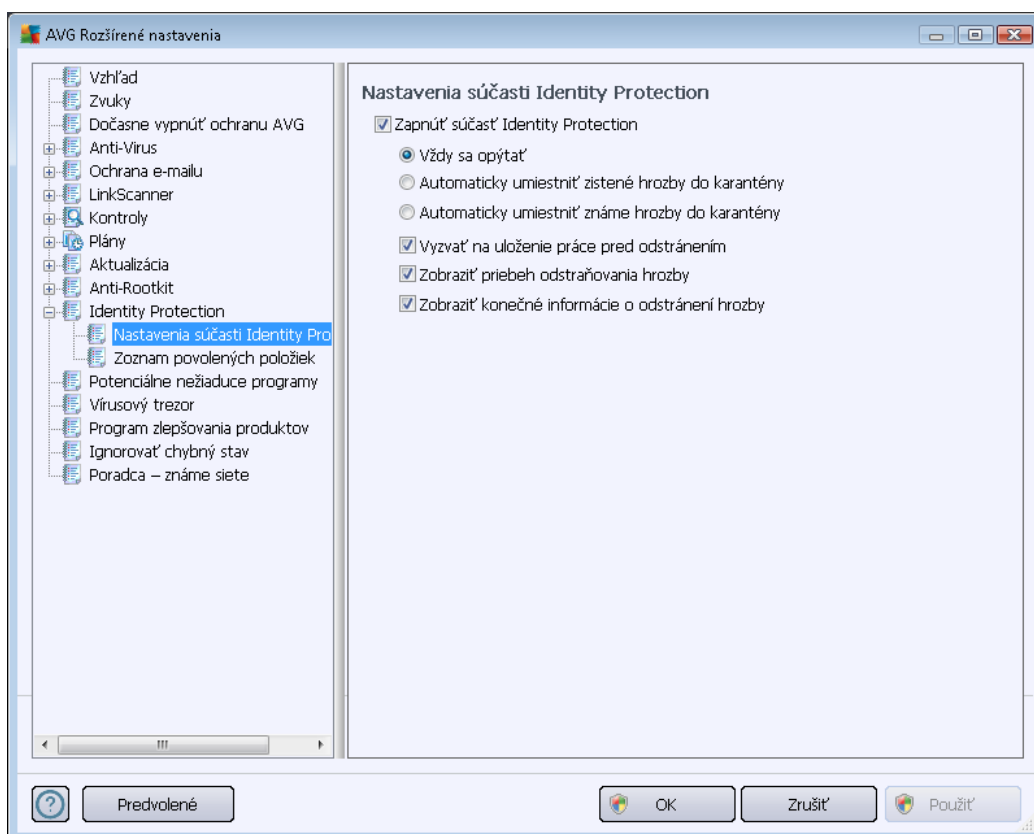 AVG Rozšírené nastavenia
Vzhľad
Zvuky
Dočasne vypnúť ochranu AVG
Anti-Virus
Ochrana e-mailu
LinkScanner
Kontroly
Plány
Aktualizácia
Anti-Rootkit
Identity Protection
Nastavenia súčasti Identity Pro
Zoznam povolených položiek
Potenciálne nežiaduce programy
Vírusový trezor
Program zlepšovania produktov
Ignorovať chybný stav
Poradca – známe siete
Nastavenia súčasti Identity Protection
Zapnúť súčasť Identity Protection
Vždy sa opýtať
Automaticky umiestniť zistené hrozby do karantény
Automaticky umiestniť známe hrozby do karantény
Vyzvať na uloženie práce pred odstránením
Zobraziť priebeh odstraňovania hrozby
Zobraziť konečné informácie o odstránení hrozby
Predvolené
OK
Zrušiť
Použiť